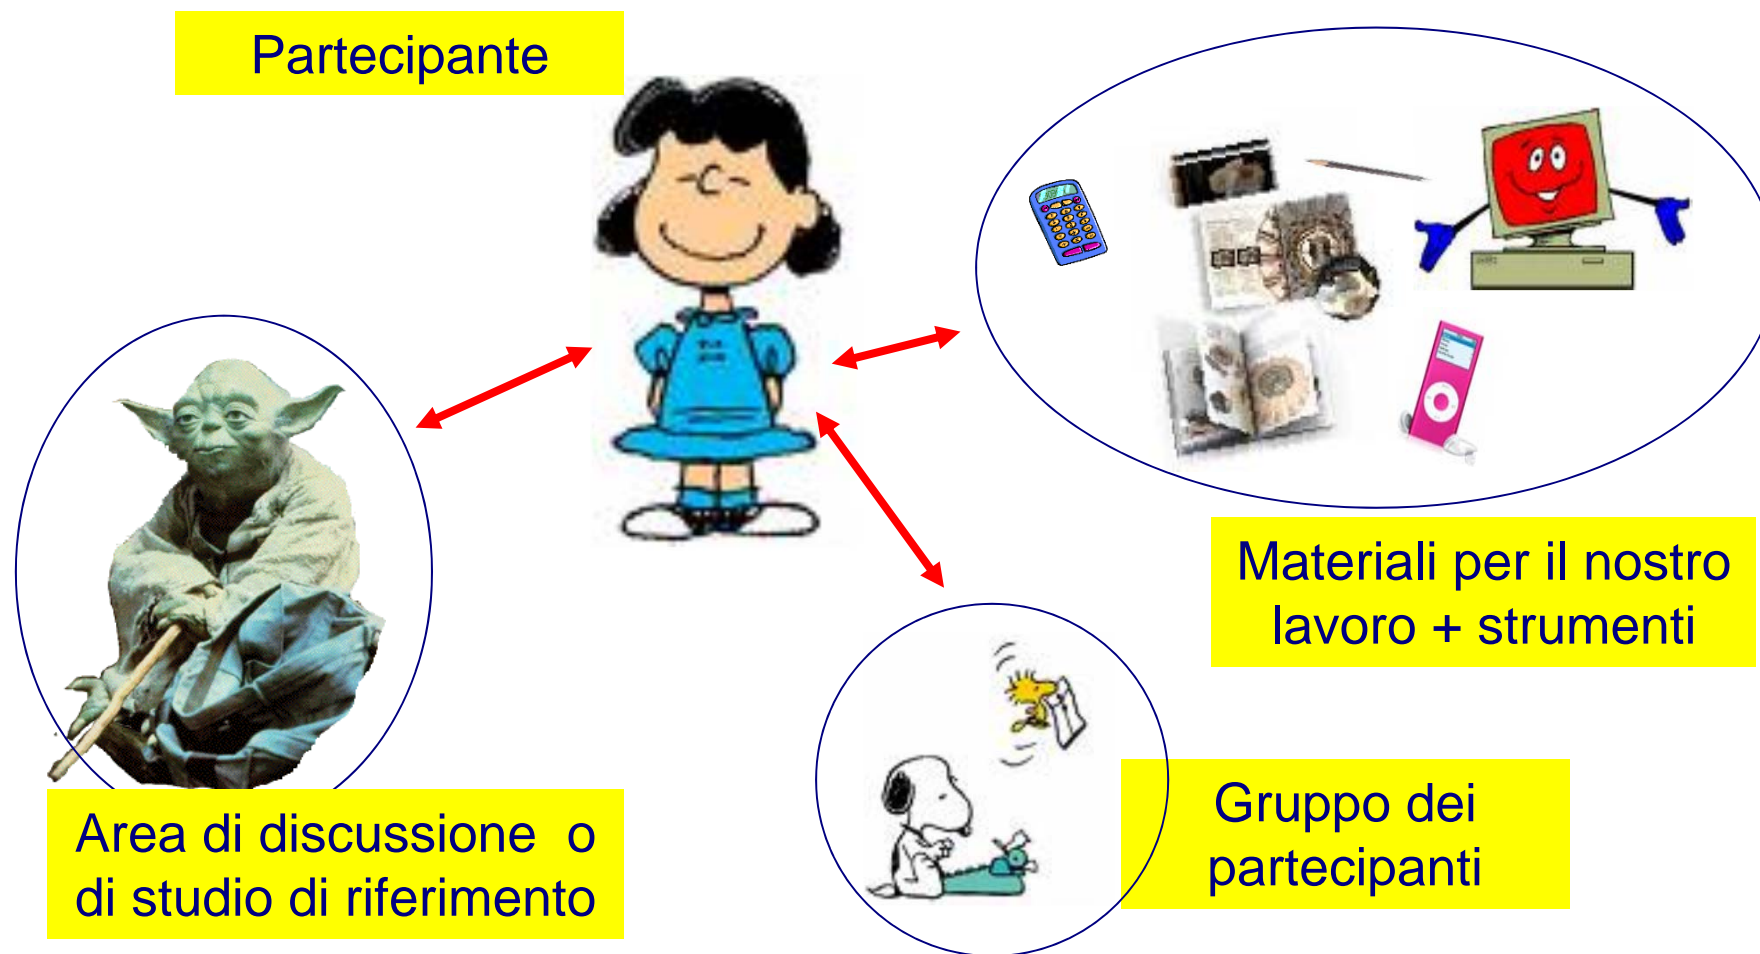 Partecipante
Materiali per il nostro
lavoro + strumenti
Gruppo dei
partecipanti
Area di discussione o
di studio di riferimento